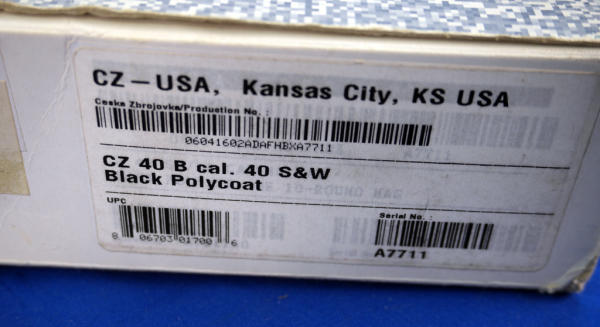 CZ-USA, Kansas City, KS USA
Ceska Zbrojovka/Production No. :
06041602ADAFHBXA7711
CZ 40 B cal. 40 S&W
Black Polycoat
UPC
8 06703 01700 6
Serial No. :
A7711